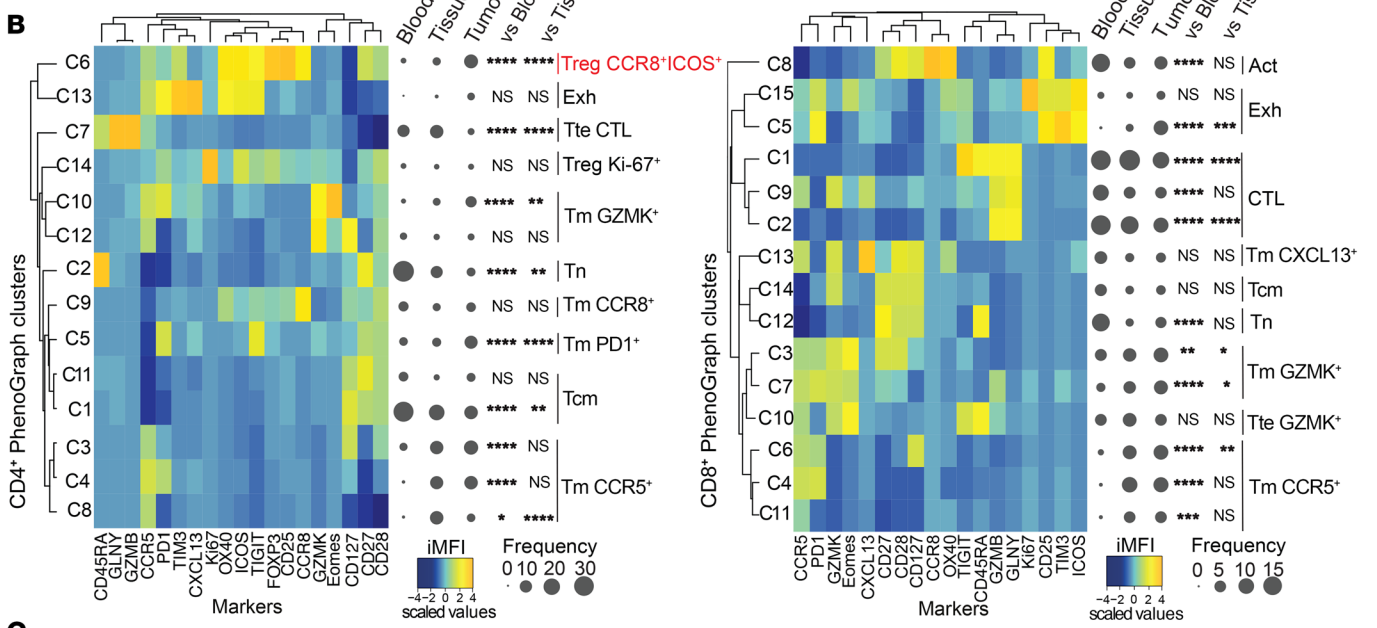 B
Blood
Tissu
Tumo
vs Blo
vs Tis
C6
**** ****
Treg CCR8+ICOS+
C13
NS NS
Exh
C7
**** ****
Tte CTL
C14
NS NS
Treg Ki-67+
C10
**** **
Tm GZMK+
C12
NS NS
C2
**** **
Tn
C9
NS NS
Tm CCR8+
C5
**** ****
Tm PD1+
C11
NS NS
Tcm
C1
**** **
C3
**** NS
C4
**** NS
Tm CCR5+
C8
* ****
CD4+ PhenoGraph clusters
CD45RA
GLNY
GZMB
CCR5
PD1
TIM3
CXCL13
Ki67
OX40
ICOS
TIGIT
FOXP3
CD25
CCR8
GZMK
Eomes
CD127
CD27
CD28
Markers
iMFI
−4−2 0 2 4
scaled values
Frequency
0 10 20 30
Blood
Tissu
Tumo
vs Blo
vs Tis
C8
**** NS
Act
C15
NS NS
Exh
C5
**** ***
C1
**** ****
C9
**** NS
CTL
C2
**** ****
C13
NS NS
Tm CXCL13+
C14
NS NS
Tcm
C12
**** NS
Tn
C3
** *
Tm GZMK+
C7
**** *
C10
NS NS
Tte GZMK+
C6
**** **
C4
**** NS
Tm CCR5+
C11
*** NS
CD8+ PhenoGraph clusters
CCR5
PD1
GZMK
Eomes
CXCL13
CD27
CD28
CD127
CCR8
OX40
TIGIT
CD45RA
GZMB
GLNY
Ki67
CD25
TIM3
ICOS
Markers
iMFI
−4−2 0 2 4
scaled values
Frequency
0 5 10 15